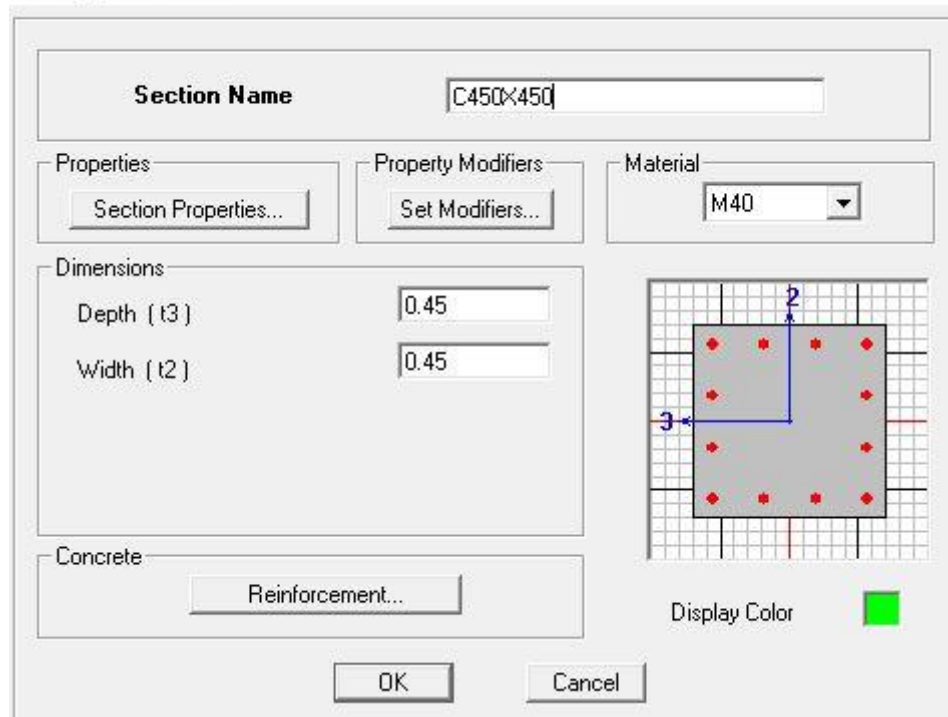 Section Name C450X450
Properties Property Modifiers Material
Section Properties... Set Modifiers... M40
Dimensions
Depth ( t3 ) 0.45
Width ( t2 ) 0.45
2
3
Concrete
Reinforcement...
Display Color
OK Cancel